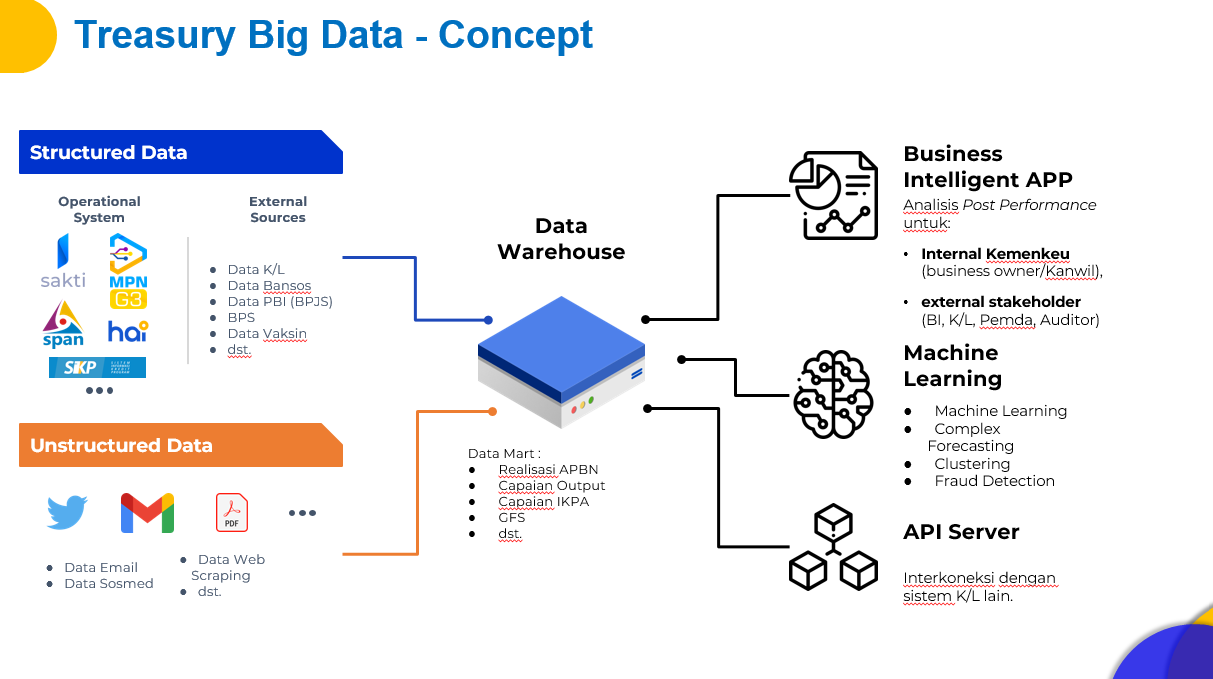 Treasury Big Data - Concept
Structured Data
Operational
System
sakti
MPN
G3
span
hai
SIKP
SISTEM
INFORMASI
KREDIT
PROGRAM
•••
External
Sources
● Data K/L
● Data Bansos
● Data PBI (BPJS)
● BPS
● Data Vaksin
● dst.
Unstructured Data
PDF
•••
● Data Email
● Data Sosmed
● Data Web
Scraping
● dst.
Data
Warehouse
Data Mart :
● Realisasi APBN
● Capaian Output
● Capaian IKPA
● GFS
● dst.
Business
Intelligent APP
Analisis Post Performance
untuk:
• Internal Kemenkeu
(business owner/Kanwil),
• external stakeholder
(BI, K/L, Pemda, Auditor)
Machine
Learning
● Machine Learning
● Complex
Forecasting
● Clustering
● Fraud Detection
API Server
Interkoneksi dengan
sistem K/L lain.